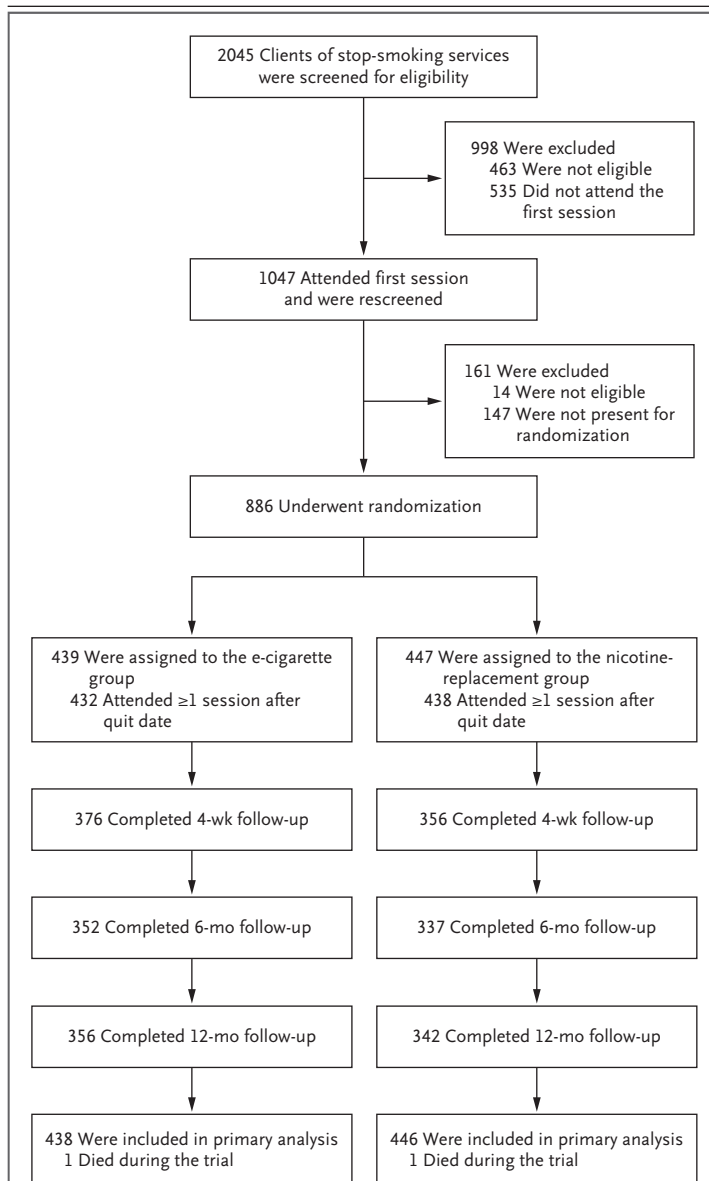 2045 Clients of stop-smoking services
were screened for eligibility
998 Were excluded
463 Were not eligible
535 Did not attend the
first session
1047 Attended first session
and were rescreened
161 Were excluded
14 Were not eligible
147 Were not present for
randomization
886 Underwent randomization
439 Were assigned to the e-cigarette
group
432 Attended ≥1 session after
quit date
447 Were assigned to the nicotine-
replacement group
438 Attended ≥1 session after
quit date
376 Completed 4-wk follow-up
356 Completed 4-wk follow-up
352 Completed 6-mo follow-up
337 Completed 6-mo follow-up
356 Completed 12-mo follow-up
342 Completed 12-mo follow-up
438 Were included in primary analysis
1 Died during the trial
446 Were included in primary analysis
1 Died during the trial